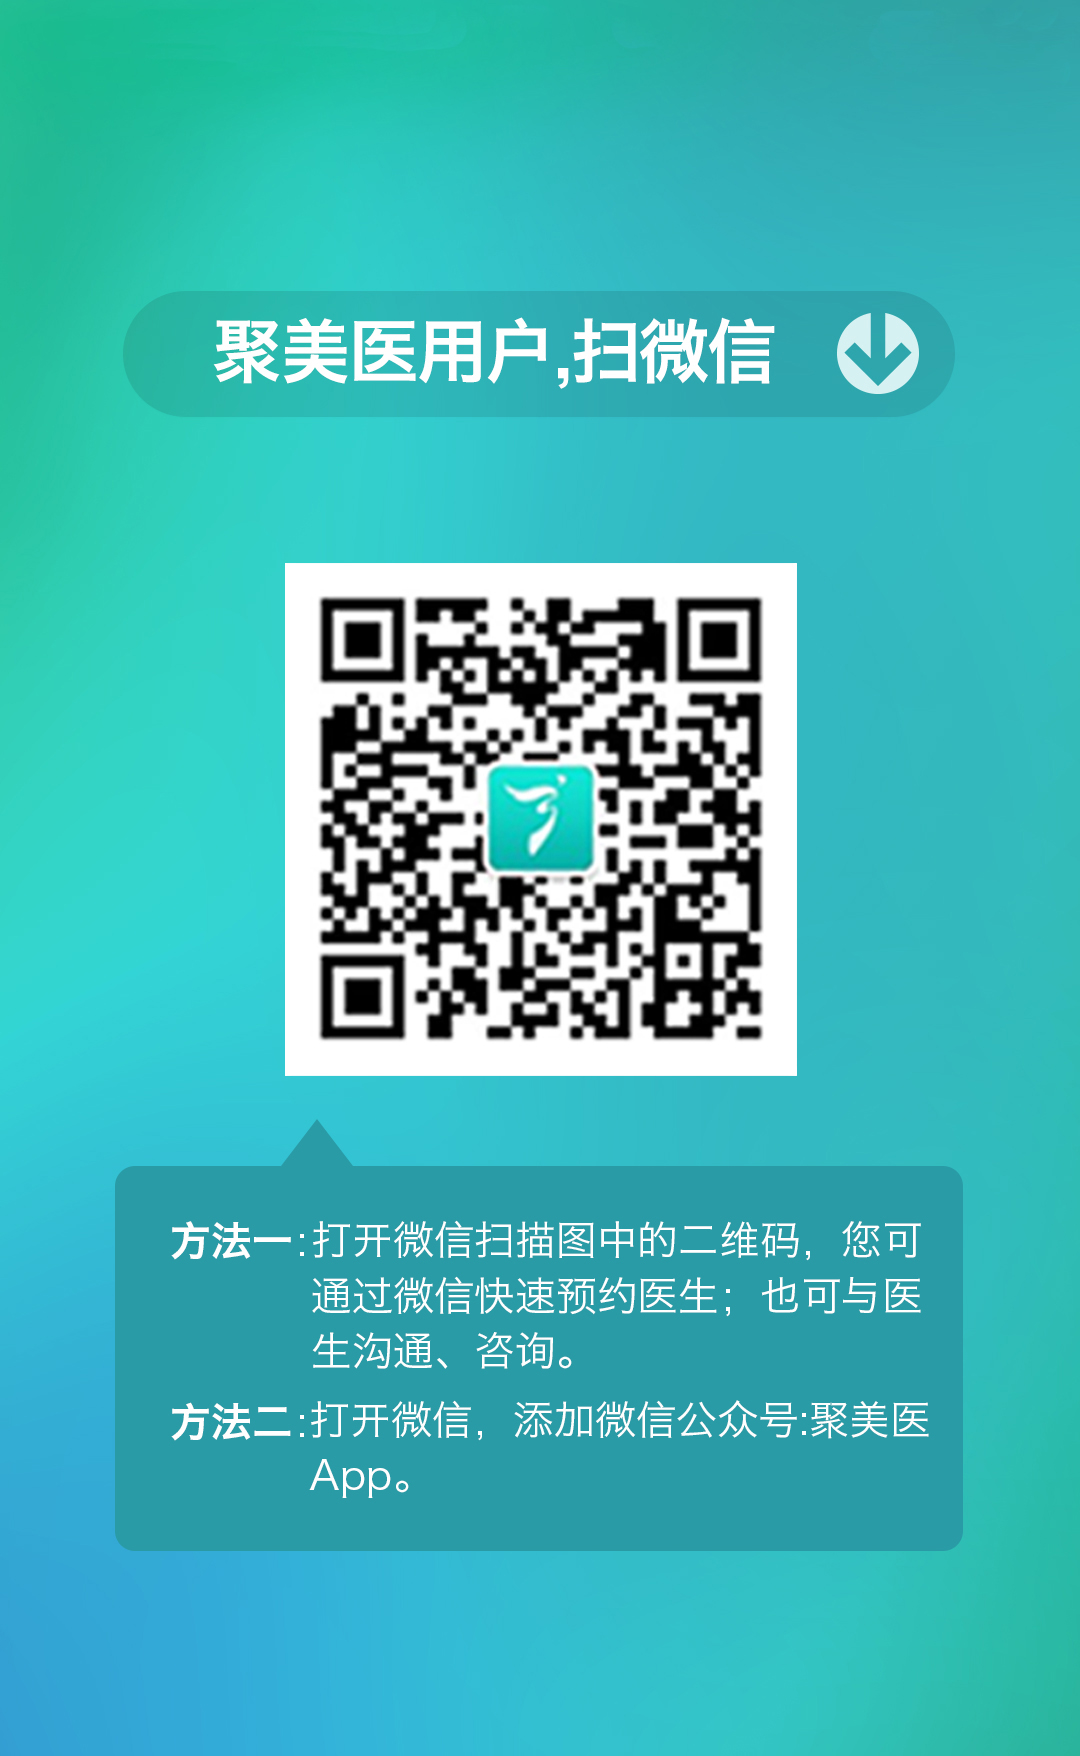 聚美医用户,扫微信
方法一:打开微信扫描图中的二维码，您可
通过微信快速预约医生；也可与医
生沟通、咨询。
方法二:打开微信，添加微信公众号:聚美医
App。